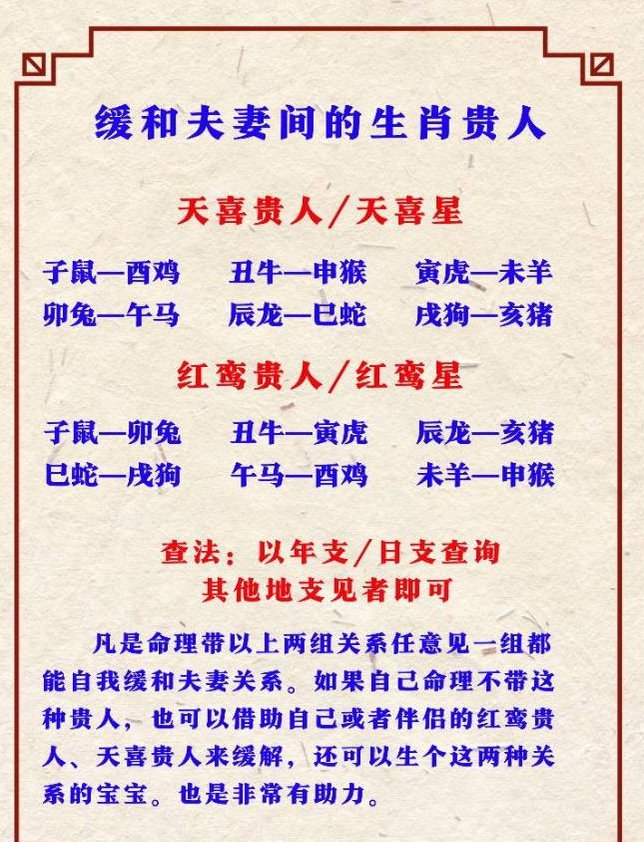 缓和夫妻间的生肖贵人
天喜贵人/天喜星
子鼠—酉鸡 丑牛—申猴 寅虎—未羊
卯兔—午马 辰龙—巳蛇 戌狗—亥猪
红鸾贵人/红鸾星
子鼠—卯兔 丑牛—寅虎 辰龙—亥猪
巳蛇—戌狗 午马—酉鸡 未羊—申猴
查法：以年支/日支查询
其他地支见者即可
凡是命理带以上两组关系任意见一组都
能自我缓和夫妻关系。如果自己命理不带这
种贵人，也可以借助自己或者伴侣的红鸾贵
人、天喜贵人来缓解，还可以生个这两种关
系的宝宝。也是非常有助力。